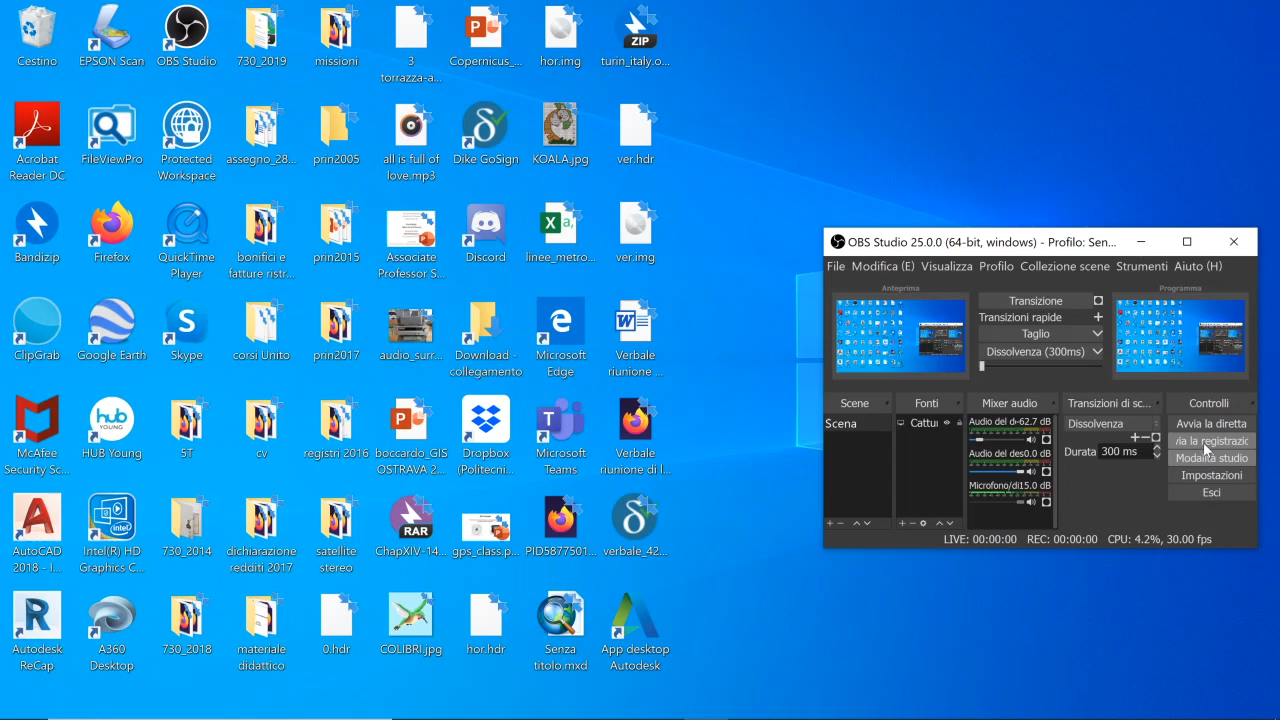 Cestino
EPSON Scan
OBS Studio
730_2019
missioni
3
torrazza-a...
Copernicus_...
hor.img
ZIP
turin_italy.o...
Acrobat
Reader DC
FileViewPro
Protected
Workspace
assegno_28...
prin2005
all is full of
love.mp3
Dike GoSign
KOALA.jpg
ver.hdr
Bandizip
Firefox
QuickTime
Player
bonifici e
fatture ristr...
prin2015
Associate
Professor S...
Discord
linee_metro...
ver.img
ClipGrab
Google Earth
Skype
corsi Unito
prin2017
audio_surr...
Download -
collegamento
Microsoft
Edge
Verbale
riunione ...
McAfee
Security Sc...
hub
YOUNG
HUB Young
5T
cv
registri 2016
boccardo_GIS
OSTRAVA 2...
Dropbox
(Politecni...
Microsoft
Teams
Verbale
riunione di l...
AutoCAD
2018 - I...
intel
Intel(R) HD
Graphics C...
730_2014
dichiarazione
redditi 2017
satellite
stereo
RAR
ChapXIV-14...
gps_class.p...
PID5877501...
verbale_42...
Autodesk
ReCap
A360
Desktop
730_2018
materiale
didattico
0.hdr
COLIBRI.jpg
hor.hdr
Senza
titolo.mxd
App desktop
Autodesk
OBS Studio 25.0.0 (64-bit, windows) - Profilo: Sen...
File Modifica (E) Visualizza Profilo Collezione scene Strumenti Aiuto (H)
Anteprima
Programma
Transizione
Transizioni rapide
Taglio
Dissolvenza (300ms)
Scene
Fonti
Mixer audio
Transizioni di sc...
Controlli
Scena
Cattu
Audio del de-62.7 dB
Audio del des0.0 dB
Microfono/di15.0 dB
Dissolvenza
Durata 300 ms
Avvia la diretta
via la registrazic
Modalità studio
Impostazioni
Esci
LIVE: 00:00:00 REC: 00:00:00 CPU: 4.2%, 30.00 fps